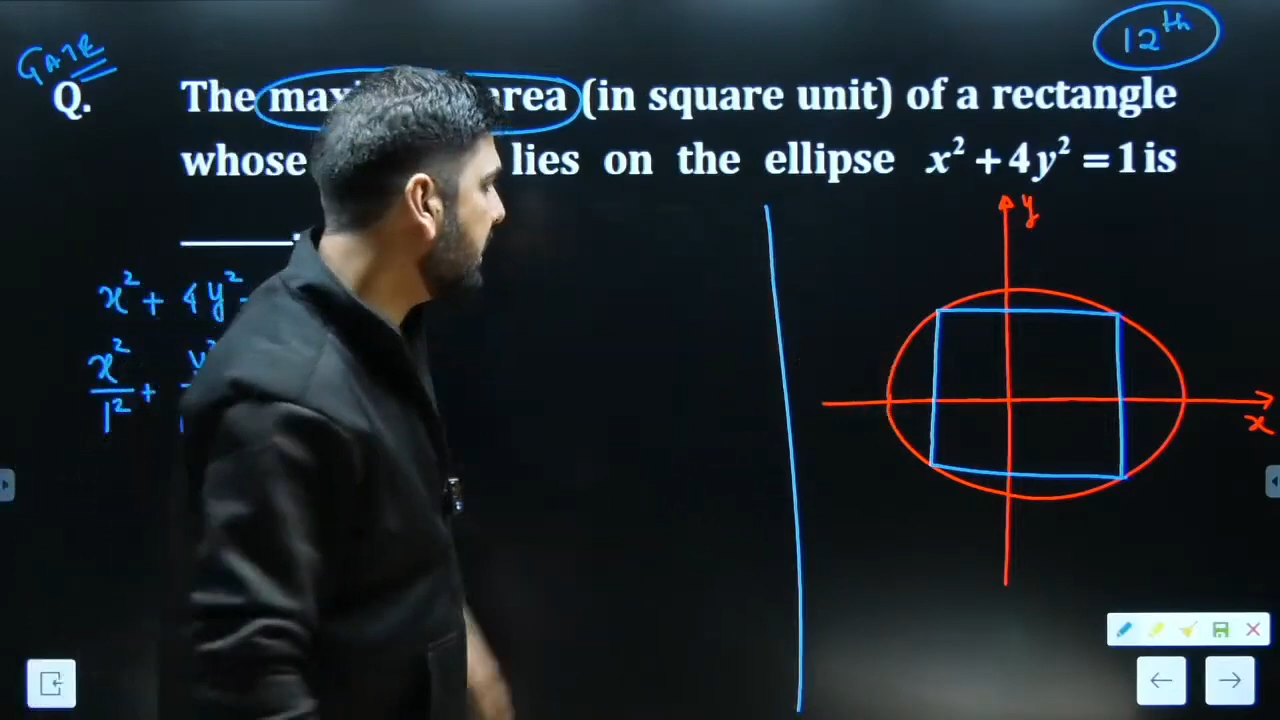 12th
GATE
Q. The area (in square unit) of a rectangle
whose lies on the ellipse x² + 4y² = 1 is
x² + 4y²
x²/1² +
y
x